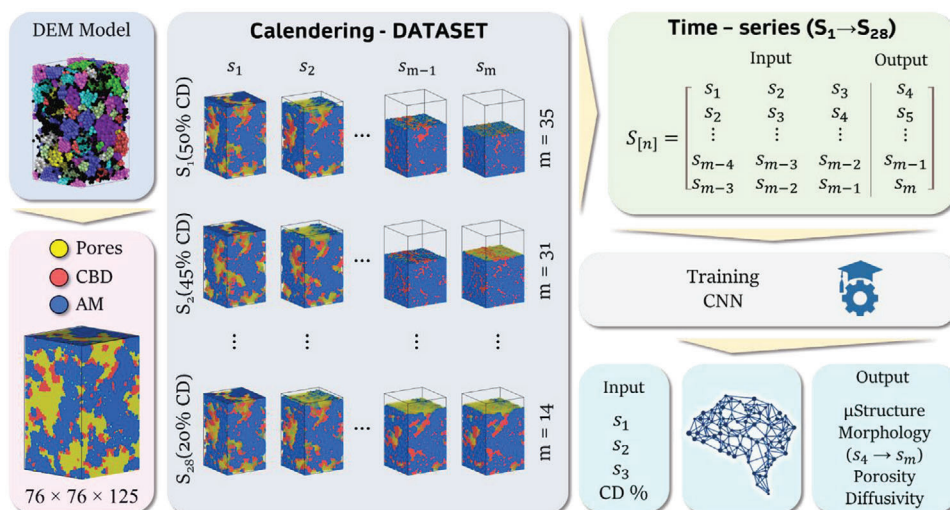 DEM Model
Pores
CBD
AM
76 × 76 × 125
Calendering - DATASET
s₁ s₂ sₘ₋₁ sₘ
S₁(50% CD)
...
m = 35
S₂(45% CD)
...
m = 31
⋮ ⋮ ⋮ ⋮
S₂₈(20% CD)
...
m = 14
Time – series (S₁→S₂₈)
Input Output
s₁ s₂ s₃ s₄
s₂ s₃ s₄ s₅
S[n] = ⋮ ⋮ ⋮ ⋮
sₘ₋₄ sₘ₋₃ sₘ₋₂ sₘ₋₁
sₘ₋₃ sₘ₋₂ sₘ₋₁ sₘ
Training
CNN
Input
s₁
s₂
s₃
CD %
Output
μStructure
Morphology
(s₄ → sₘ)
Porosity
Diffusivity